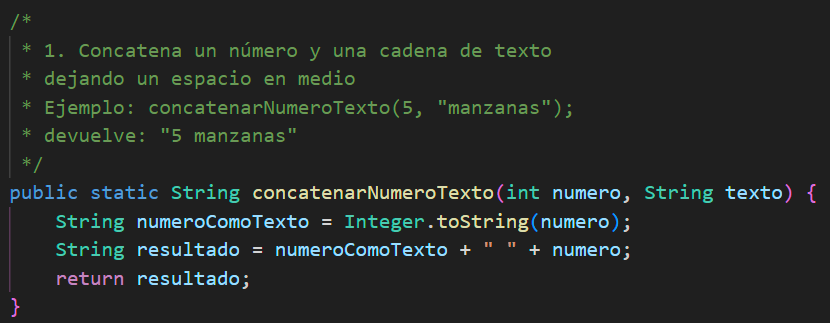 /*
 * 1. Concatena un número y una cadena de texto
 * dejando un espacio en medio
 * Ejemplo: concatenarNumeroTexto(5, "manzanas");
 * devuelve: "5 manzanas"
 */
public static String concatenarNumeroTexto(int numero, String texto) {
    String numeroComoTexto = Integer.toString(numero);
    String resultado = numeroComoTexto + " " + numero;
    return resultado;
}